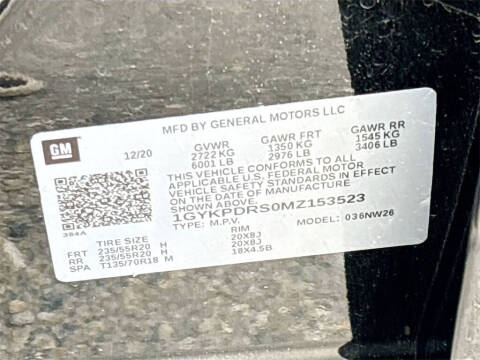 MFD BY GENERAL MOTORS LLC
GM 12/20 GVWR GAWR FRT GAWR RR
2722 KG 1350 KG 1545 KG
6001 LB 2976 LB 3406 LB
THIS VEHICLE CONFORMS TO ALL APPLICABLE
U.S. FEDERAL MOTOR
VEHICLE SAFETY STANDARDS IN EFFECT
ON THE DATE OF MANUFACTURE
SHOWN ABOVE.
1GYKPDRS0MZ153523
TYPE: M.P.V. MODEL: 036NW26
384A
TIRE SIZE RIM
FRT 235/55R20 H 20X8J
RR 235/55R20 H 20X8J
SPA T135/70R18 M 18X4.5B